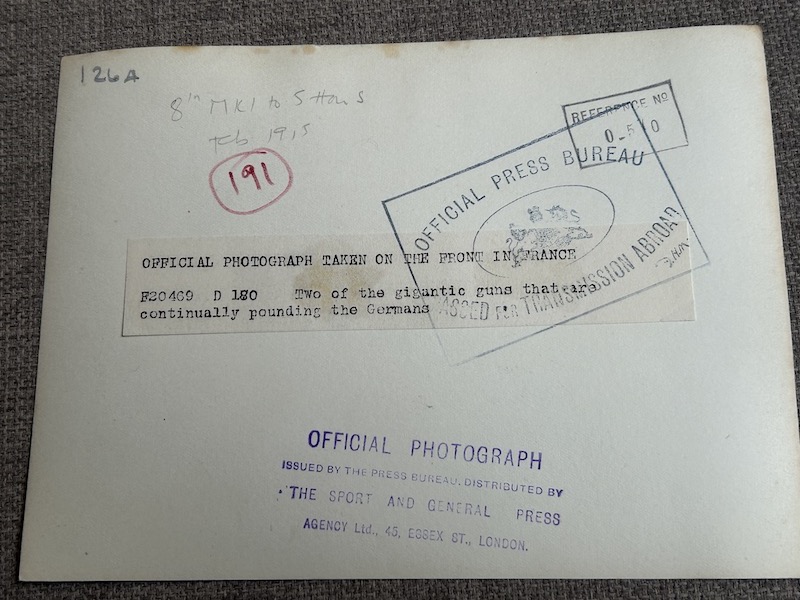 126A
8in MK1 to 5 Hows
Feb 1915
191
REFERENCE No
0-510
OFFICIAL PRESS BUREAU
PASSED FOR TRANSMISSION ABROAD
OFFICIAL PHOTOGRAPH TAKEN ON THE FRONT IN FRANCE
E20469 D 180 Two of the gigantic guns that are
continually pounding the Germans
OFFICIAL PHOTOGRAPH
ISSUED BY THE PRESS BUREAU. DISTRIBUTED BY
THE SPORT AND GENERAL PRESS
AGENCY Ltd., 45, ESSEX ST., LONDON.